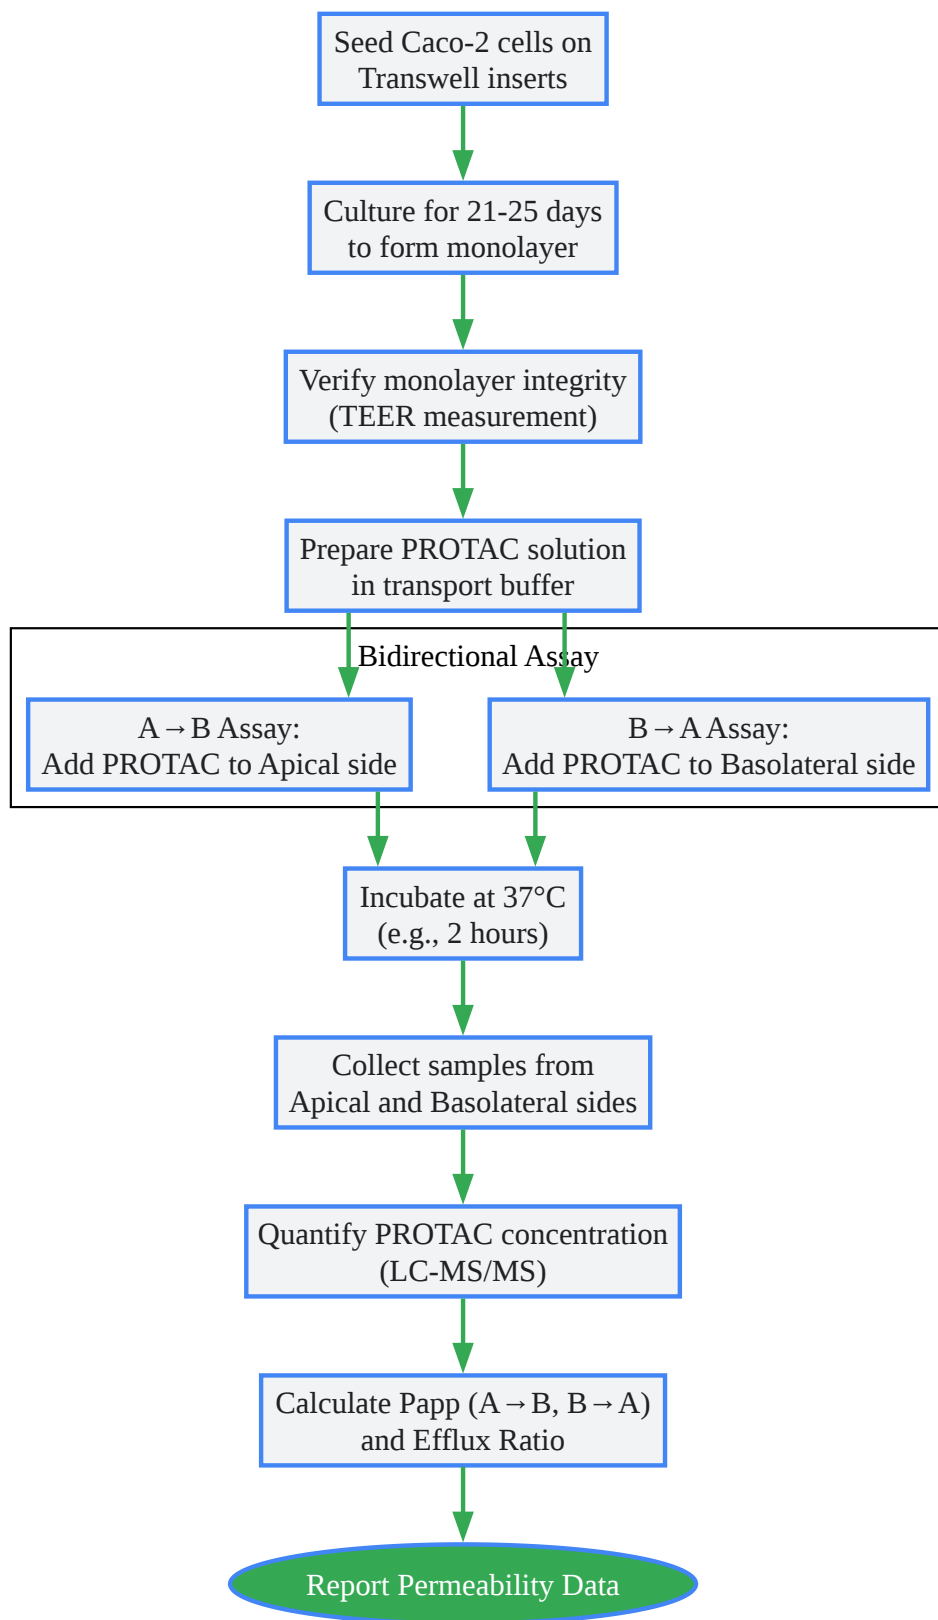 Seed Caco-2 cells on
Transwell inserts
Culture for 21-25 days
to form monolayer
Verify monolayer integrity
(TEER measurement)
Prepare PROTAC solution
in transport buffer
Bidirectional Assay
A→B Assay:
Add PROTAC to Apical side
B→A Assay:
Add PROTAC to Basolateral side
Incubate at 37°C
(e.g., 2 hours)
Collect samples from
Apical and Basolateral sides
Quantify PROTAC concentration
(LC-MS/MS)
Calculate Papp (A→B, B→A)
and Efflux Ratio
Report Permeability Data